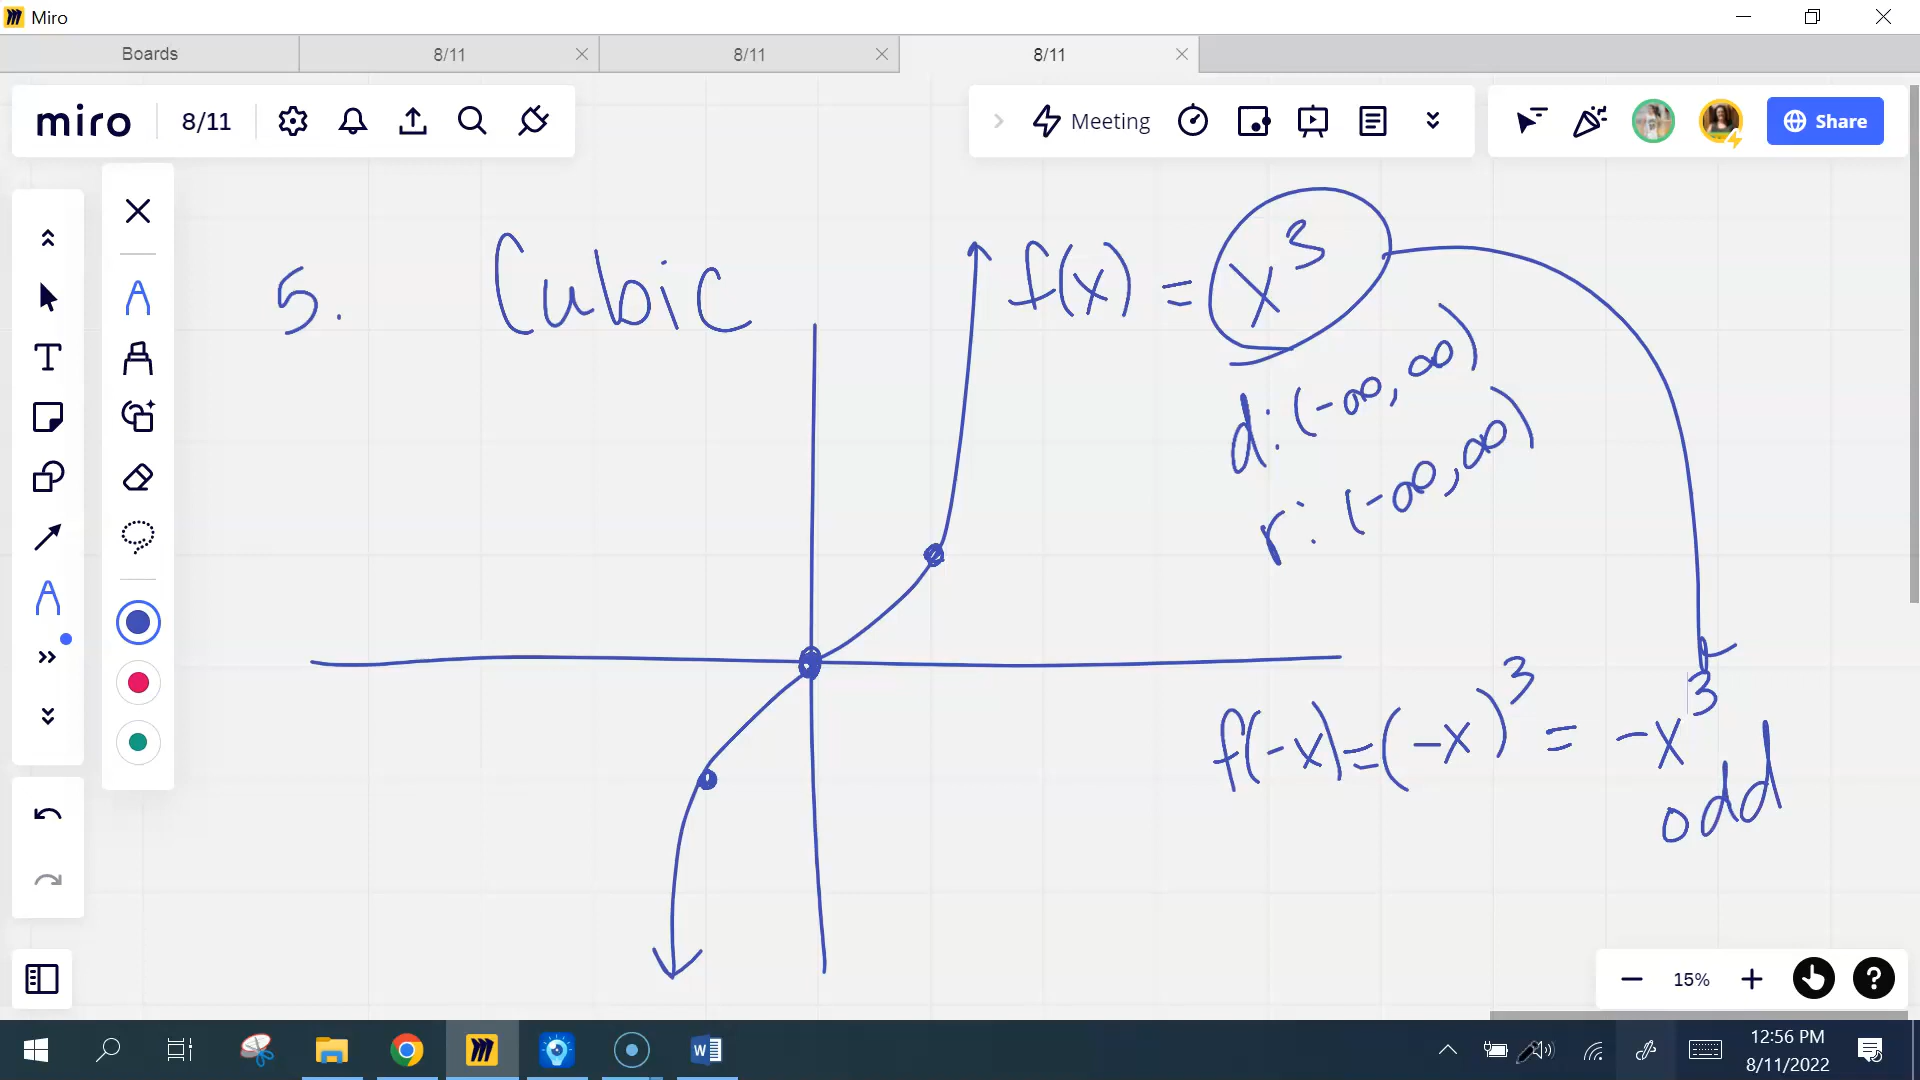 Miro
Boards
8/11
8/11
8/11
miro
8/11
Meeting
Share
5. Cubic
f(x) = x³
d: (-∞, ∞)
r: (-∞, ∞)
f(-x)=(-x)³ = -x³
odd
15%
12:56 PM
8/11/2022